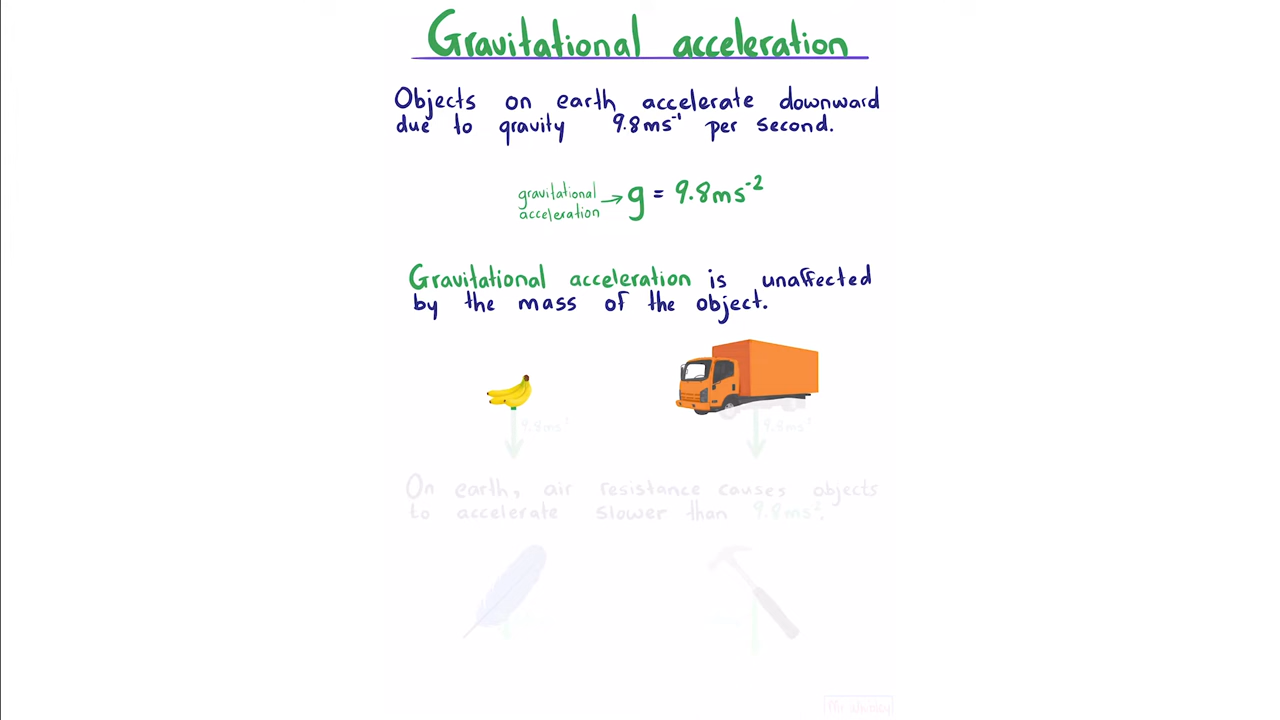 Gravitational acceleration
Objects on earth accelerate downward
due to gravity 9.8ms⁻¹ per second.
gravitational
acceleration → g = 9.8ms⁻²
Gravitational acceleration is unaffected
by the mass of the object.
9.8ms⁻² 9.8ms⁻²
On earth, air resistance causes objects
to accelerate slower than 9.8ms⁻².